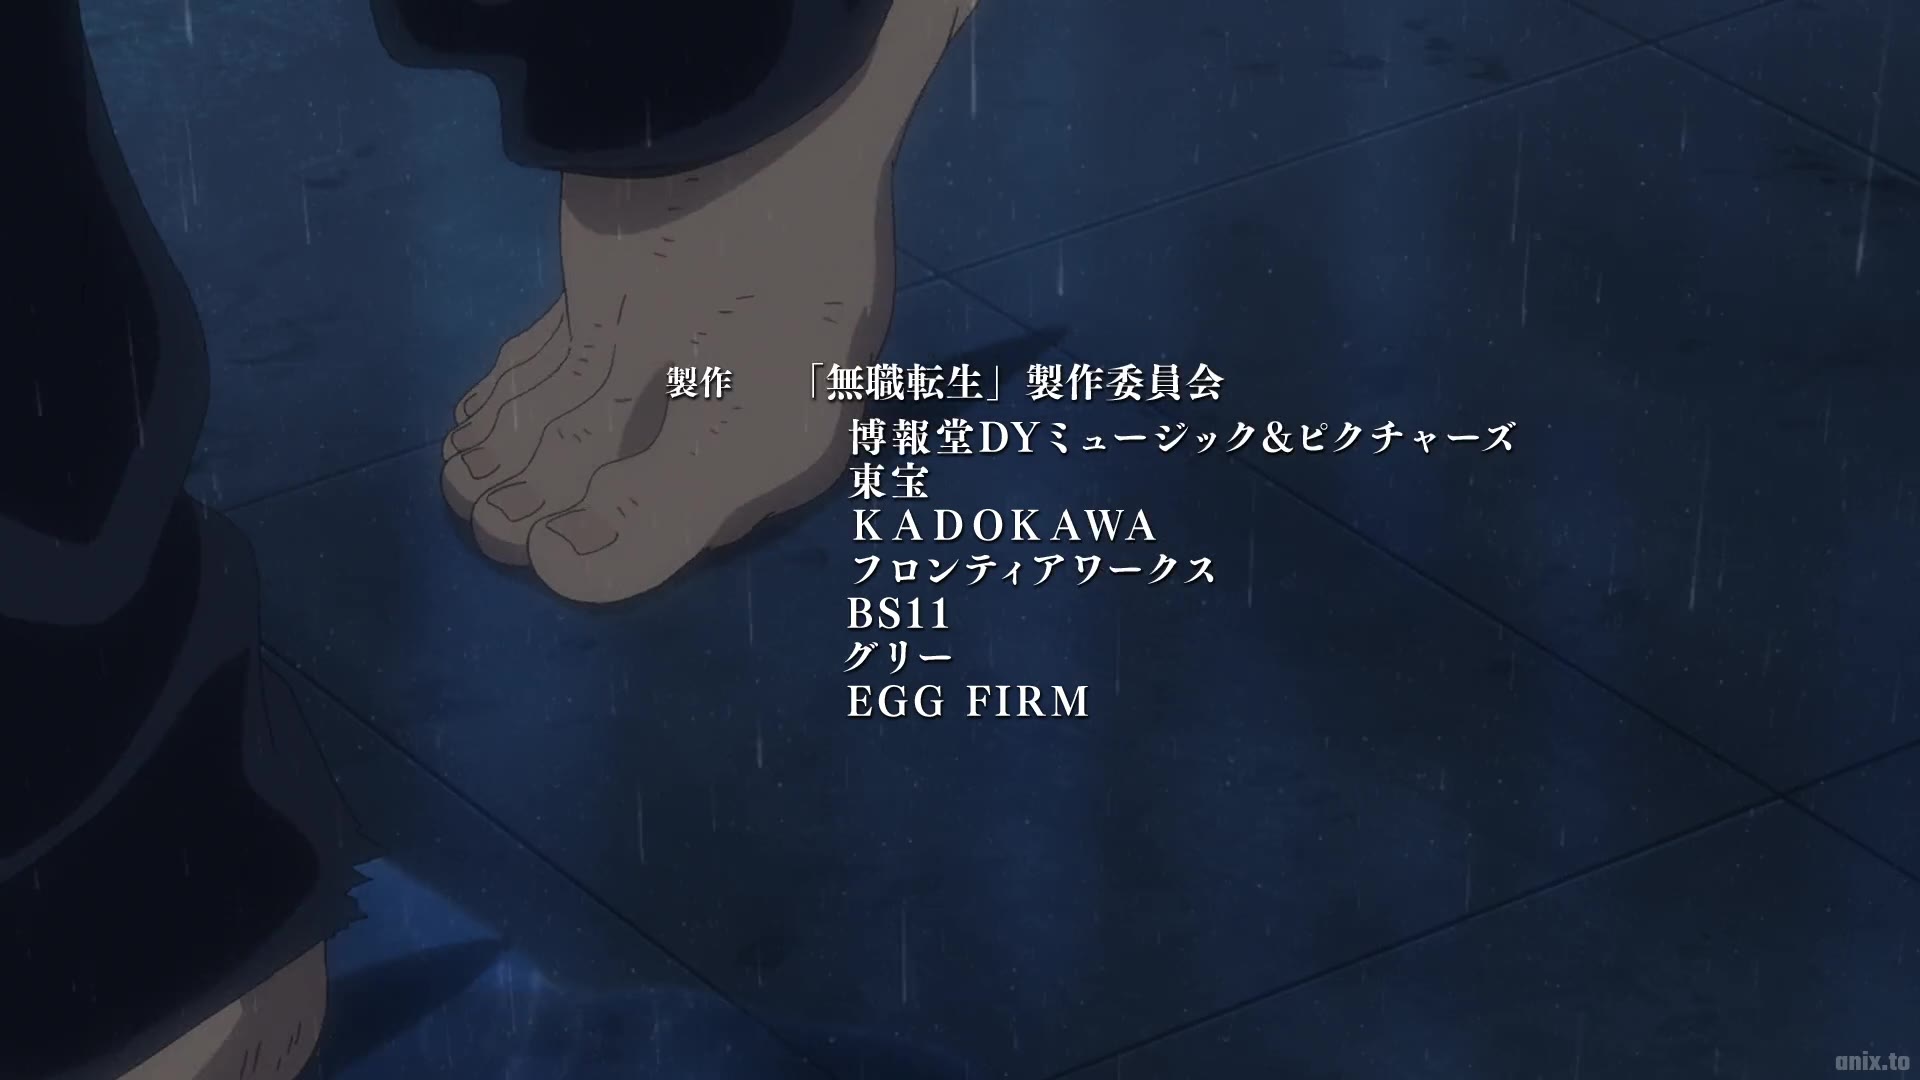 製作 「無職転生」製作委員会
博報堂DYミュージック&ピクチャーズ
東宝
KADOKAWA
フロンティアワークス
BS11
グリー
EGG FIRM
anix.to